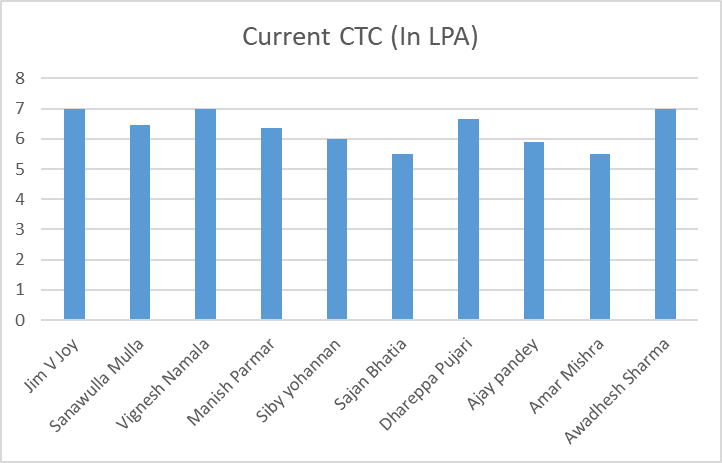 Current CTC (In LPA)
8
7
6
5
4
3
2
1
0
Jim V Joy
Sanawulla Mulla
Vignesh Namala
Manish Parmar
Siby yohannan
Sajan Bhatia
Dhareppa Pujari
Ajay pandey
Amar Mishra
Awadhesh Sharma